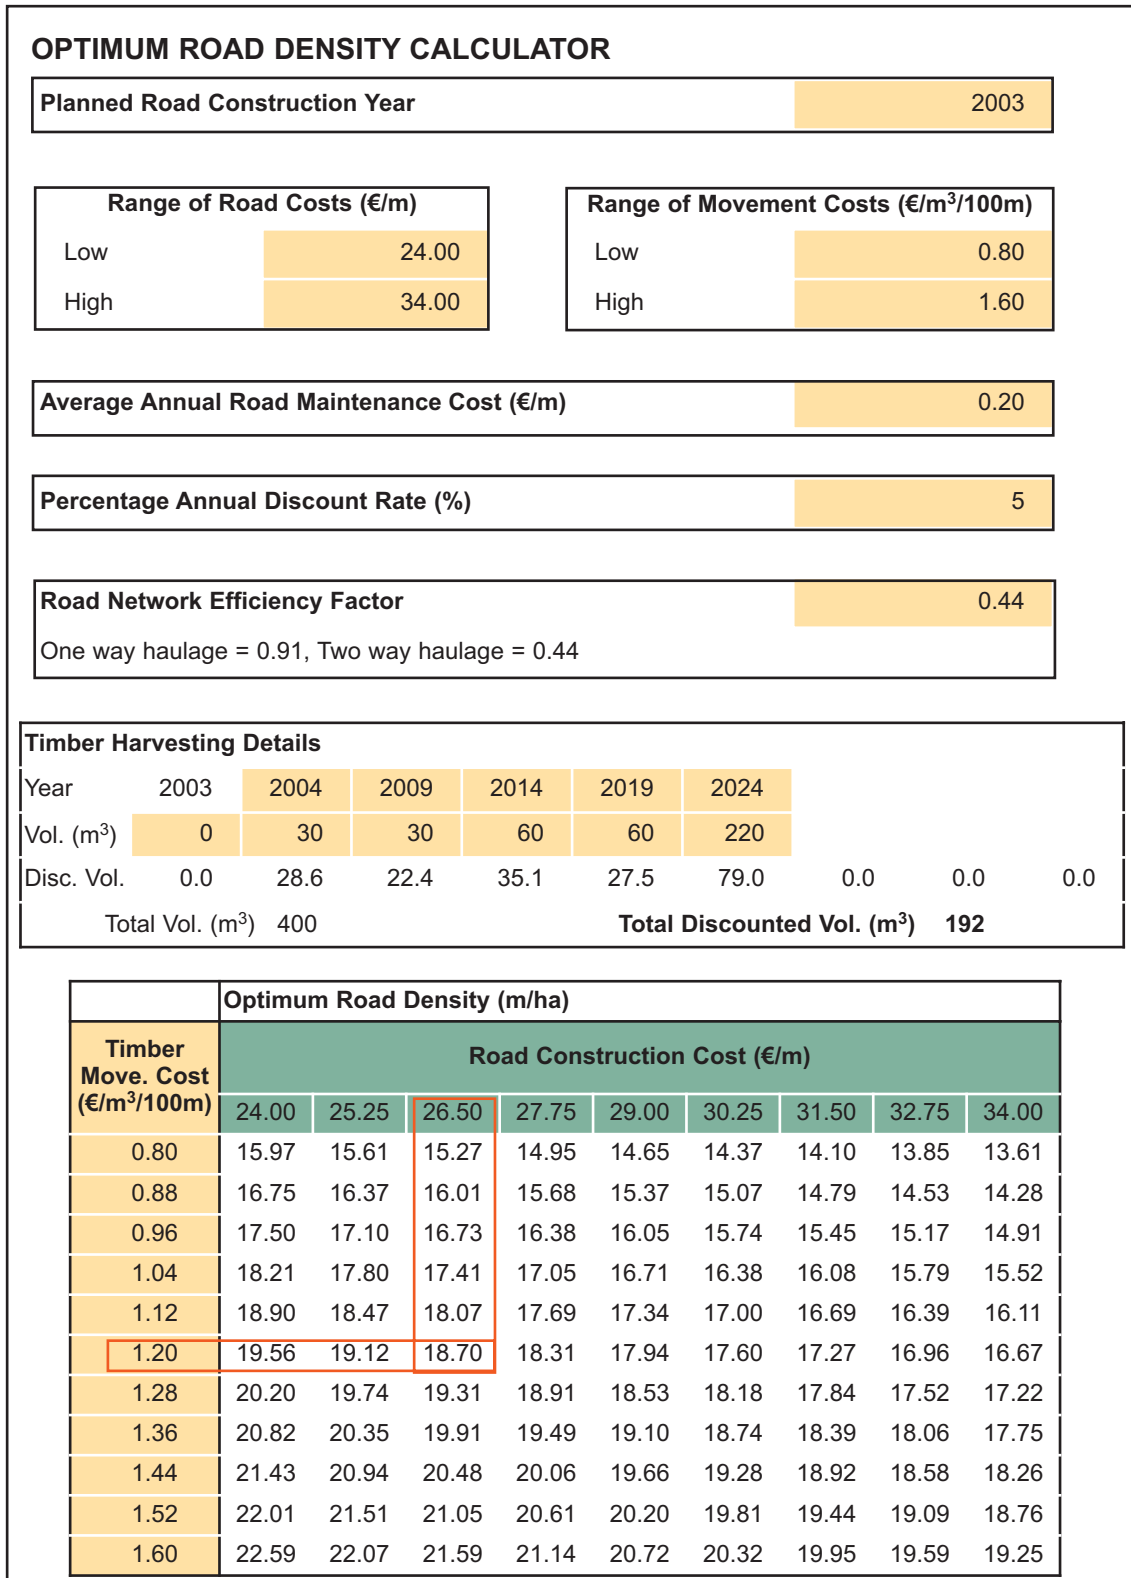 OPTIMUM ROAD DENSITY CALCULATOR
Planned Road Construction Year 2003
Range of Road Costs (€/m) Range of Movement Costs (€/m³/100m)
Low 24.00 Low 0.80
High 34.00 High 1.60
Average Annual Road Maintenance Cost (€/m) 0.20
Percentage Annual Discount Rate (%) 5
Road Network Efficiency Factor 0.44
One way haulage = 0.91, Two way haulage = 0.44
Timber Harvesting Details
Year 2003 2004 2009 2014 2019 2024
Vol. (m³) 0 30 30 60 60 220
Disc. Vol. 0.0 28.6 22.4 35.1 27.5 79.0 0.0 0.0 0.0
Total Vol. (m³) 400 Total Discounted Vol. (m³) 192
Optimum Road Density (m/ha)
Timber
Move. Cost
(€/m³/100m)
Road Construction Cost (€/m)
24.00 25.25 26.50 27.75 29.00 30.25 31.50 32.75 34.00
0.80 15.97 15.61 15.27 14.95 14.65 14.37 14.10 13.85 13.61
0.88 16.75 16.37 16.01 15.68 15.37 15.07 14.79 14.53 14.28
0.96 17.50 17.10 16.73 16.38 16.05 15.74 15.45 15.17 14.91
1.04 18.21 17.80 17.41 17.05 16.71 16.38 16.08 15.79 15.52
1.12 18.90 18.47 18.07 17.69 17.34 17.00 16.69 16.39 16.11
1.20 19.56 19.12 18.70 18.31 17.94 17.60 17.27 16.96 16.67
1.28 20.20 19.74 19.31 18.91 18.53 18.18 17.84 17.52 17.22
1.36 20.82 20.35 19.91 19.49 19.10 18.74 18.39 18.06 17.75
1.44 21.43 20.94 20.48 20.06 19.66 19.28 18.92 18.58 18.26
1.52 22.01 21.51 21.05 20.61 20.20 19.81 19.44 19.09 18.76
1.60 22.59 22.07 21.59 21.14 20.72 20.32 19.95 19.59 19.25